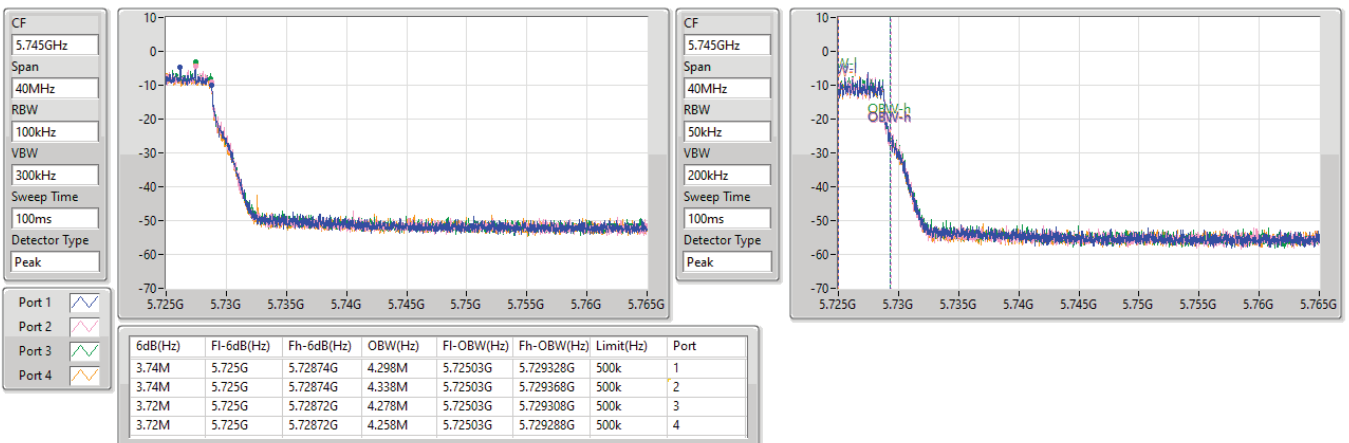 CF
5.745GHz
Span
40MHz
RBW
100kHz
VBW
300kHz
Sweep Time
100ms
Detector Type
Peak
10-
0-
-10-
-20-
-30-
-40-
-50-
-60-
-70-
5.725G 5.73G 5.735G 5.74G 5.745G 5.75G 5.755G 5.76G 5.765G
CF
5.745GHz
Span
40MHz
RBW
50kHz
VBW
200kHz
Sweep Time
100ms
Detector Type
Peak
10-
0-
-10-
-20-
-30-
-40-
-50-
-60-
-70-
OBW-h
OBW-h
5.725G 5.73G 5.735G 5.74G 5.745G 5.75G 5.755G 5.76G 5.765G
Port 1
Port 2
Port 3
Port 4
6dB(Hz) Fl-6dB(Hz) Fh-6dB(Hz) OBW(Hz) Fl-OBW(Hz) Fh-OBW(Hz) Limit(Hz) Port
3.74M 5.725G 5.72874G 4.298M 5.72503G 5.729328G 500k 1
3.74M 5.725G 5.72874G 4.338M 5.72503G 5.729368G 500k 2
3.72M 5.725G 5.72872G 4.278M 5.72503G 5.729308G 500k 3
3.72M 5.725G 5.72872G 4.258M 5.72503G 5.729288G 500k 4